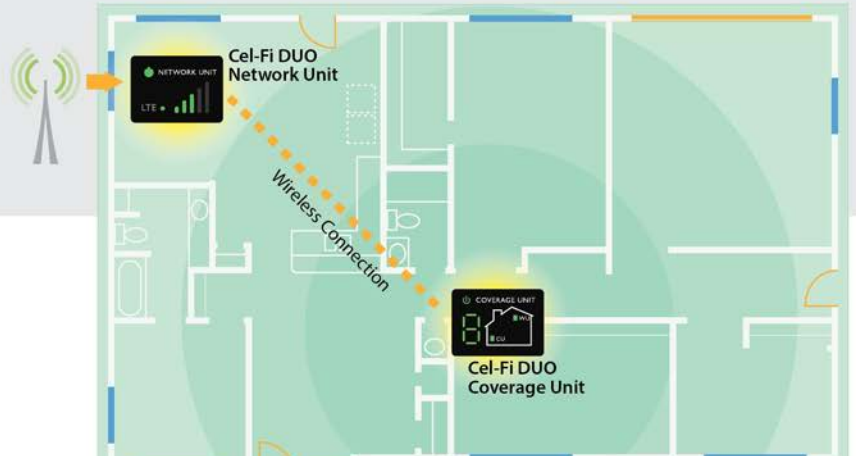 Cel-Fi DUO
Network Unit
NETWORK UNIT
LTE
Wireless Connection
COVERAGE UNIT
8
WU
CU
Cel-Fi DUO
Coverage Unit